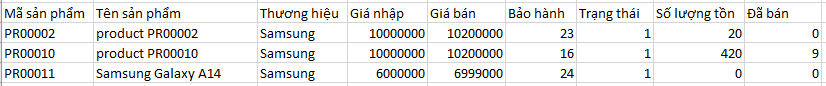 Mã sản phẩm Tên sản phẩm Thương hiệu Giá nhập Giá bán Bảo hành Trạng thái Số lượng tồn Đã bán
PR00002 product PR00002 Samsung 10000000 10200000 23 1 20 0
PR00010 product PR00010 Samsung 10000000 10200000 16 1 420 9
PR00011 Samsung Galaxy A14 Samsung 6000000 6999000 24 1 0 0